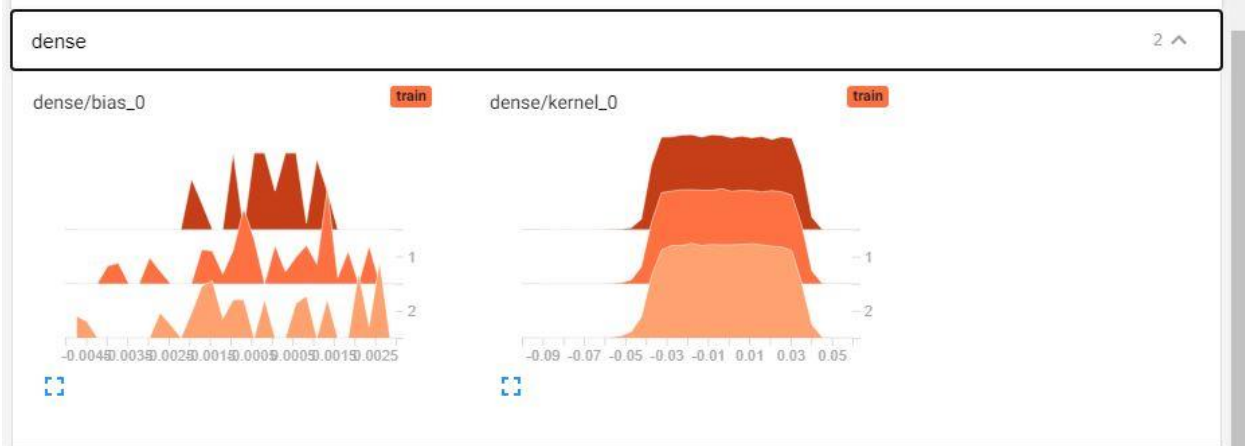 dense
2
dense/bias_0
train
dense/kernel_0
train
1
2
1
2
-0.09 -0.07 -0.05 -0.03 -0.01 0.01 0.03 0.05